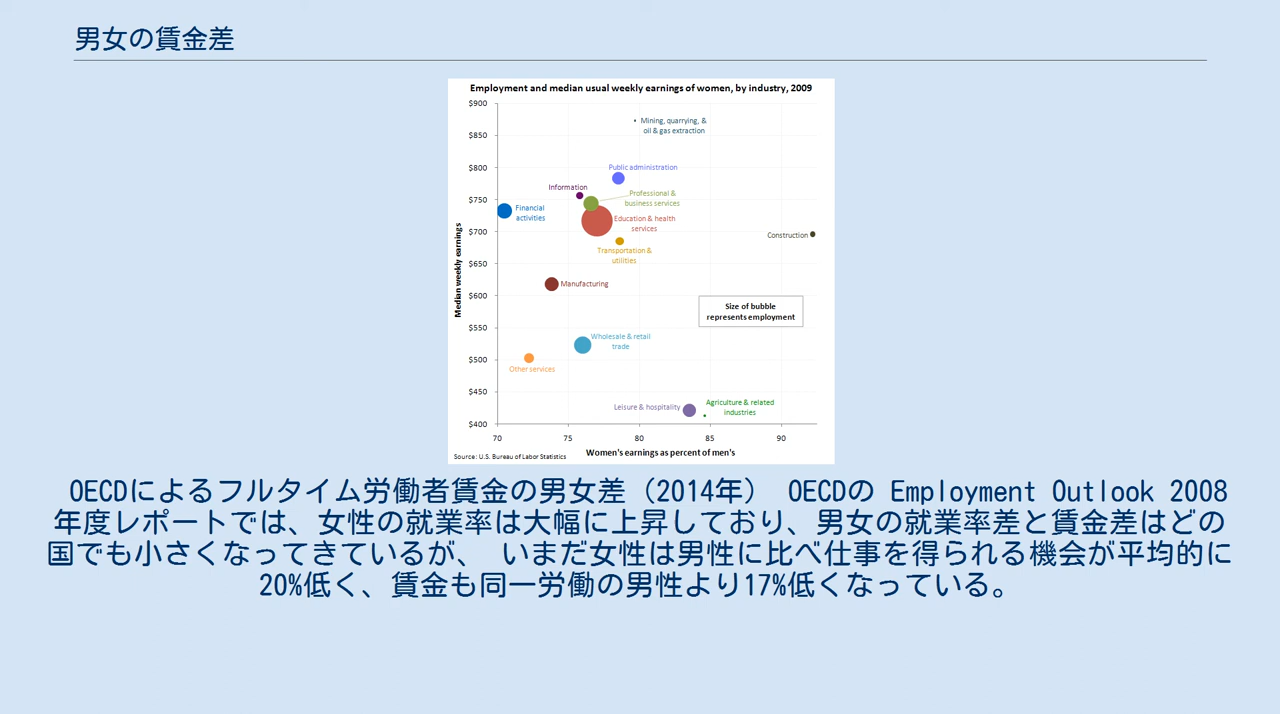 男女の賃金差
Employment and median usual weekly earnings of women, by industry, 2009
$900
$850
$800
$750
$700
$650
$600
$550
$500
$450
$400
Median weekly earnings
Mining, quarrying, &
oil & gas extraction
Public administration
Information
Professional &
business services
Financial
activities
Education & health
services
Construction
Transportation &
utilities
Manufacturing
Size of bubble
represents employment
Wholesale & retail
trade
Other services
Leisure & hospitality
Agriculture & related
industries
70
75
80
85
90
Women's earnings as percent of men's
Source: U.S. Bureau of Labor Statistics
OECDによるフルタイム労働者賃金の男女差（2014年） OECDの Employment Outlook 2008
年度レポートでは、女性の就業率は大幅に上昇しており、男女の就業率差と賃金差はどの
国でも小さくなってきているが、 いまだ女性は男性に比べ仕事を得られる機会が平均的に
20%低く、賃金も同一労働の男性より17%低くなっている。